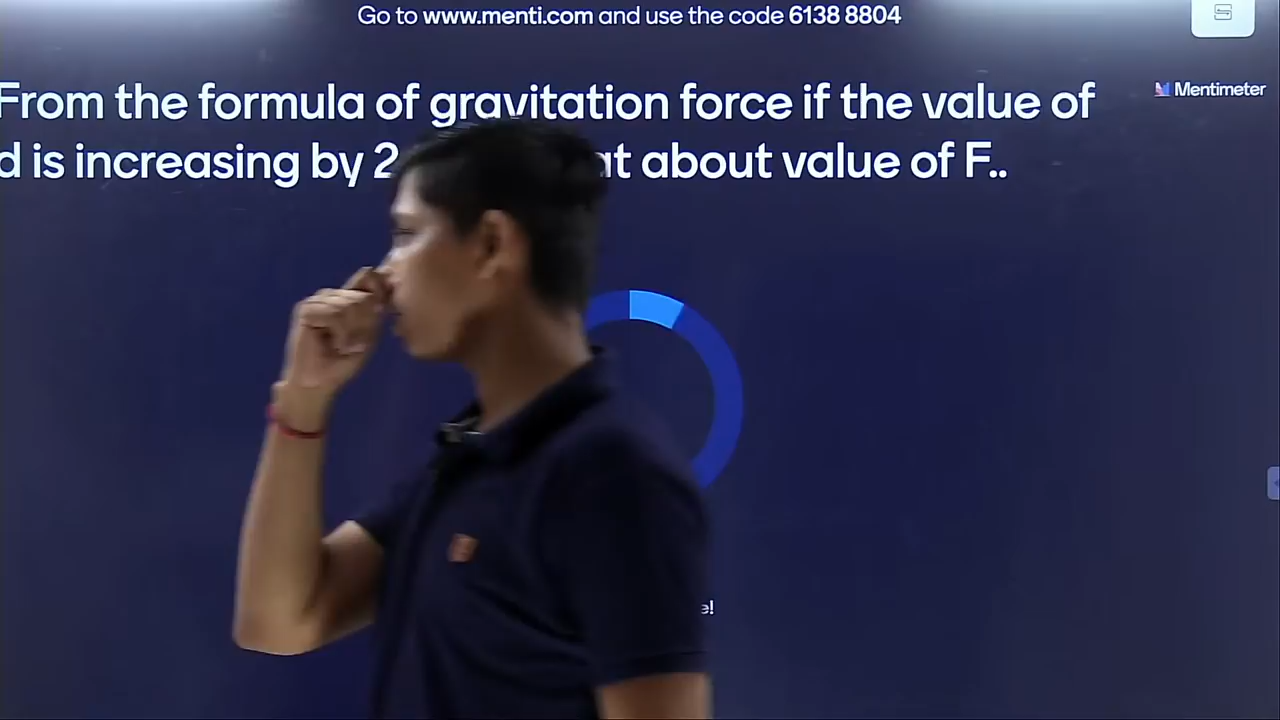 Go to www.menti.com and use the code 6138 8804
Mentimeter
From the formula of gravitation force if the value of
d is increasing by 2 about value of F..